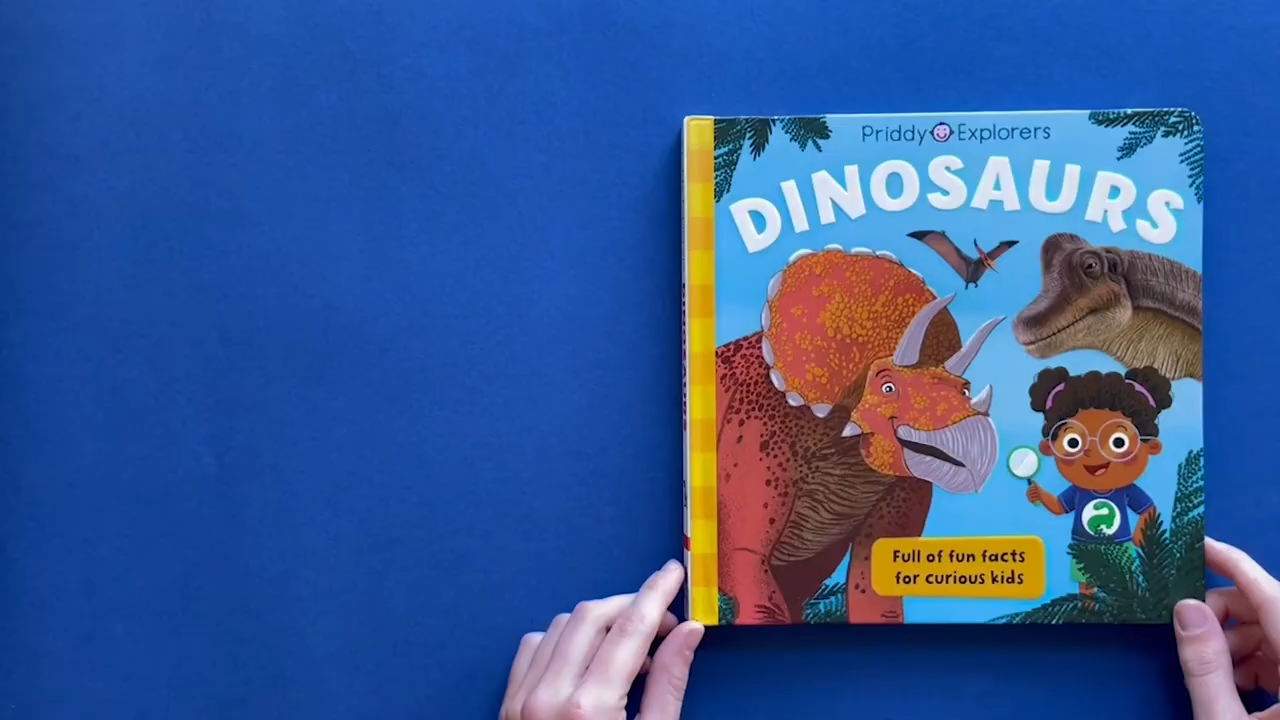 Priddy Explorers
DINOSAURS
Full of fun facts
for curious kids